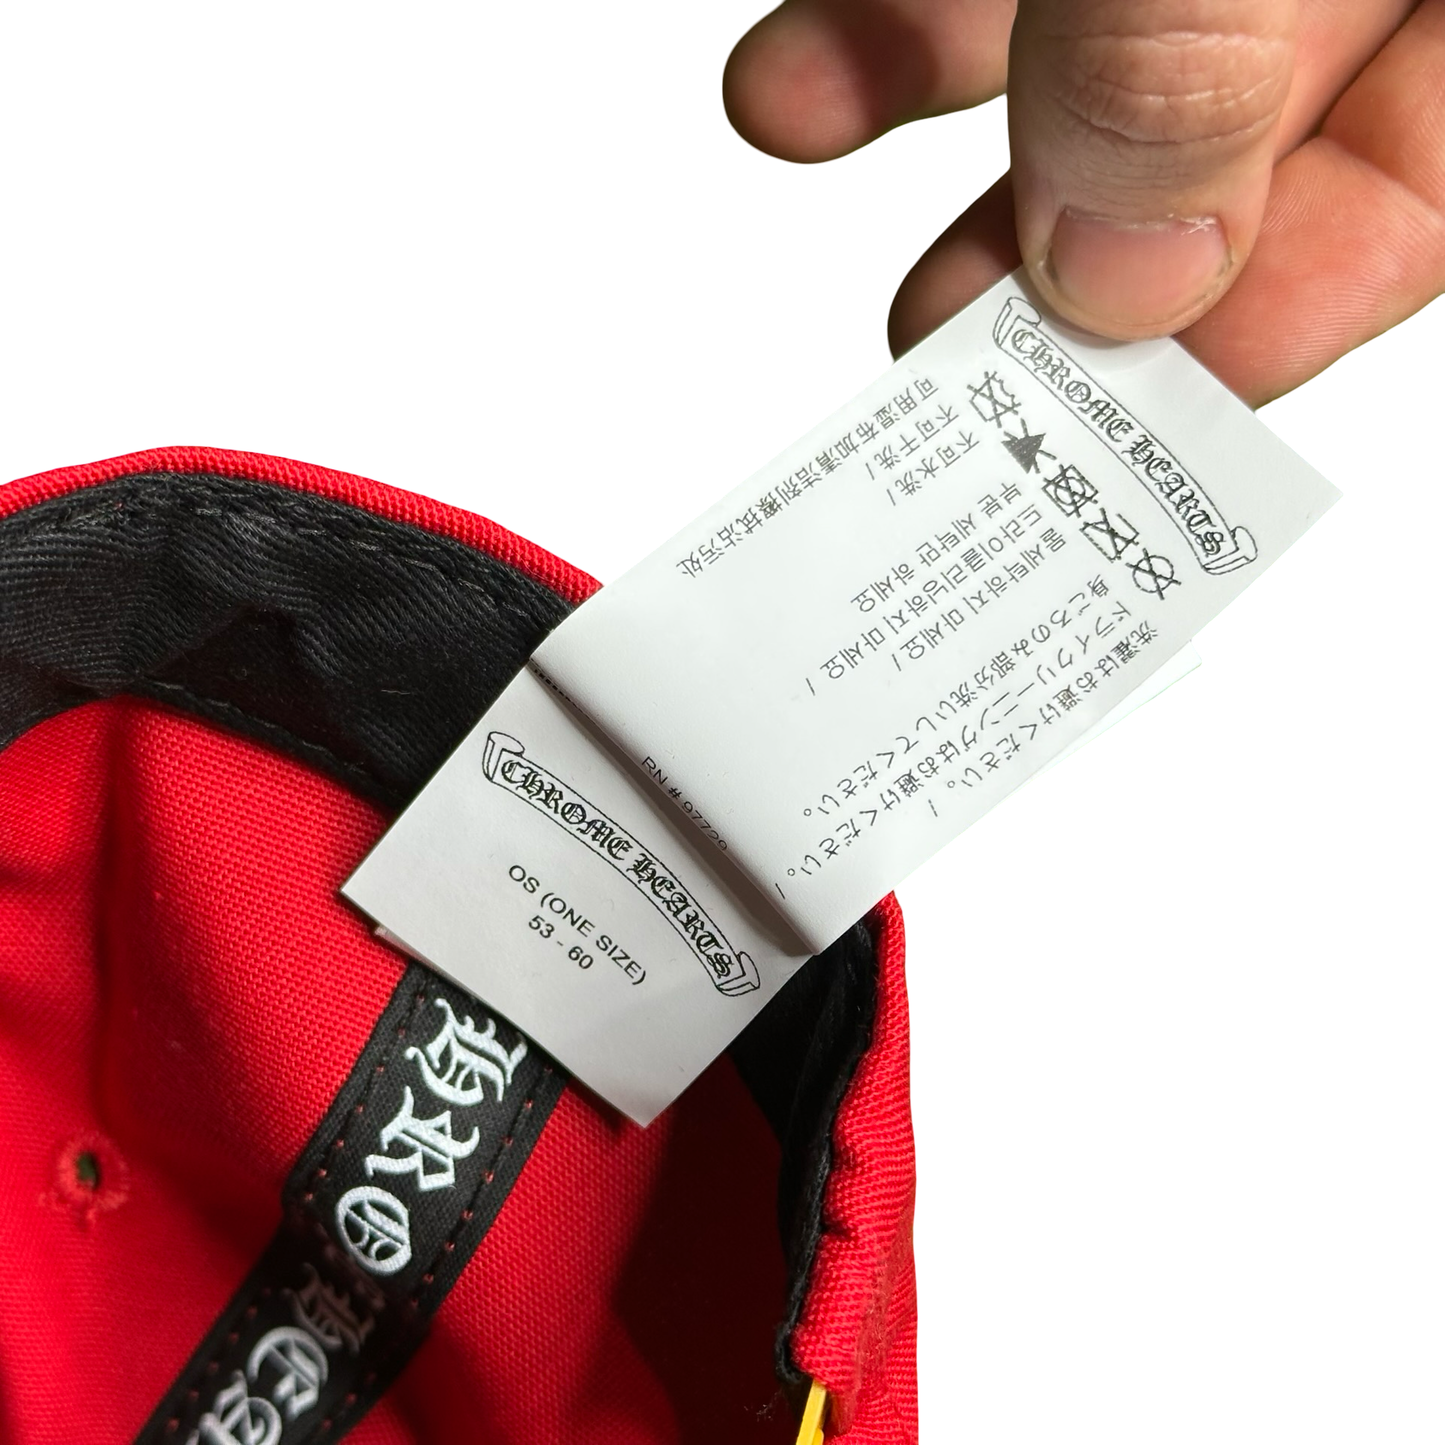 CHROME HEARTS
洗濯はお避けください。/
ドライクリーニングはお避けください。/
身ごろのみ部分洗いしてください。
물 세탁하지 마세요 /
드라이클리닝하지 마세요 /
부분 세탁만 하세요
不可水洗 /
不可干洗 /
可用湿布加清洁剂擦拭沾污处
RN # 97729
CHROME HEARTS
OS (ONE SIZE)
53 - 60